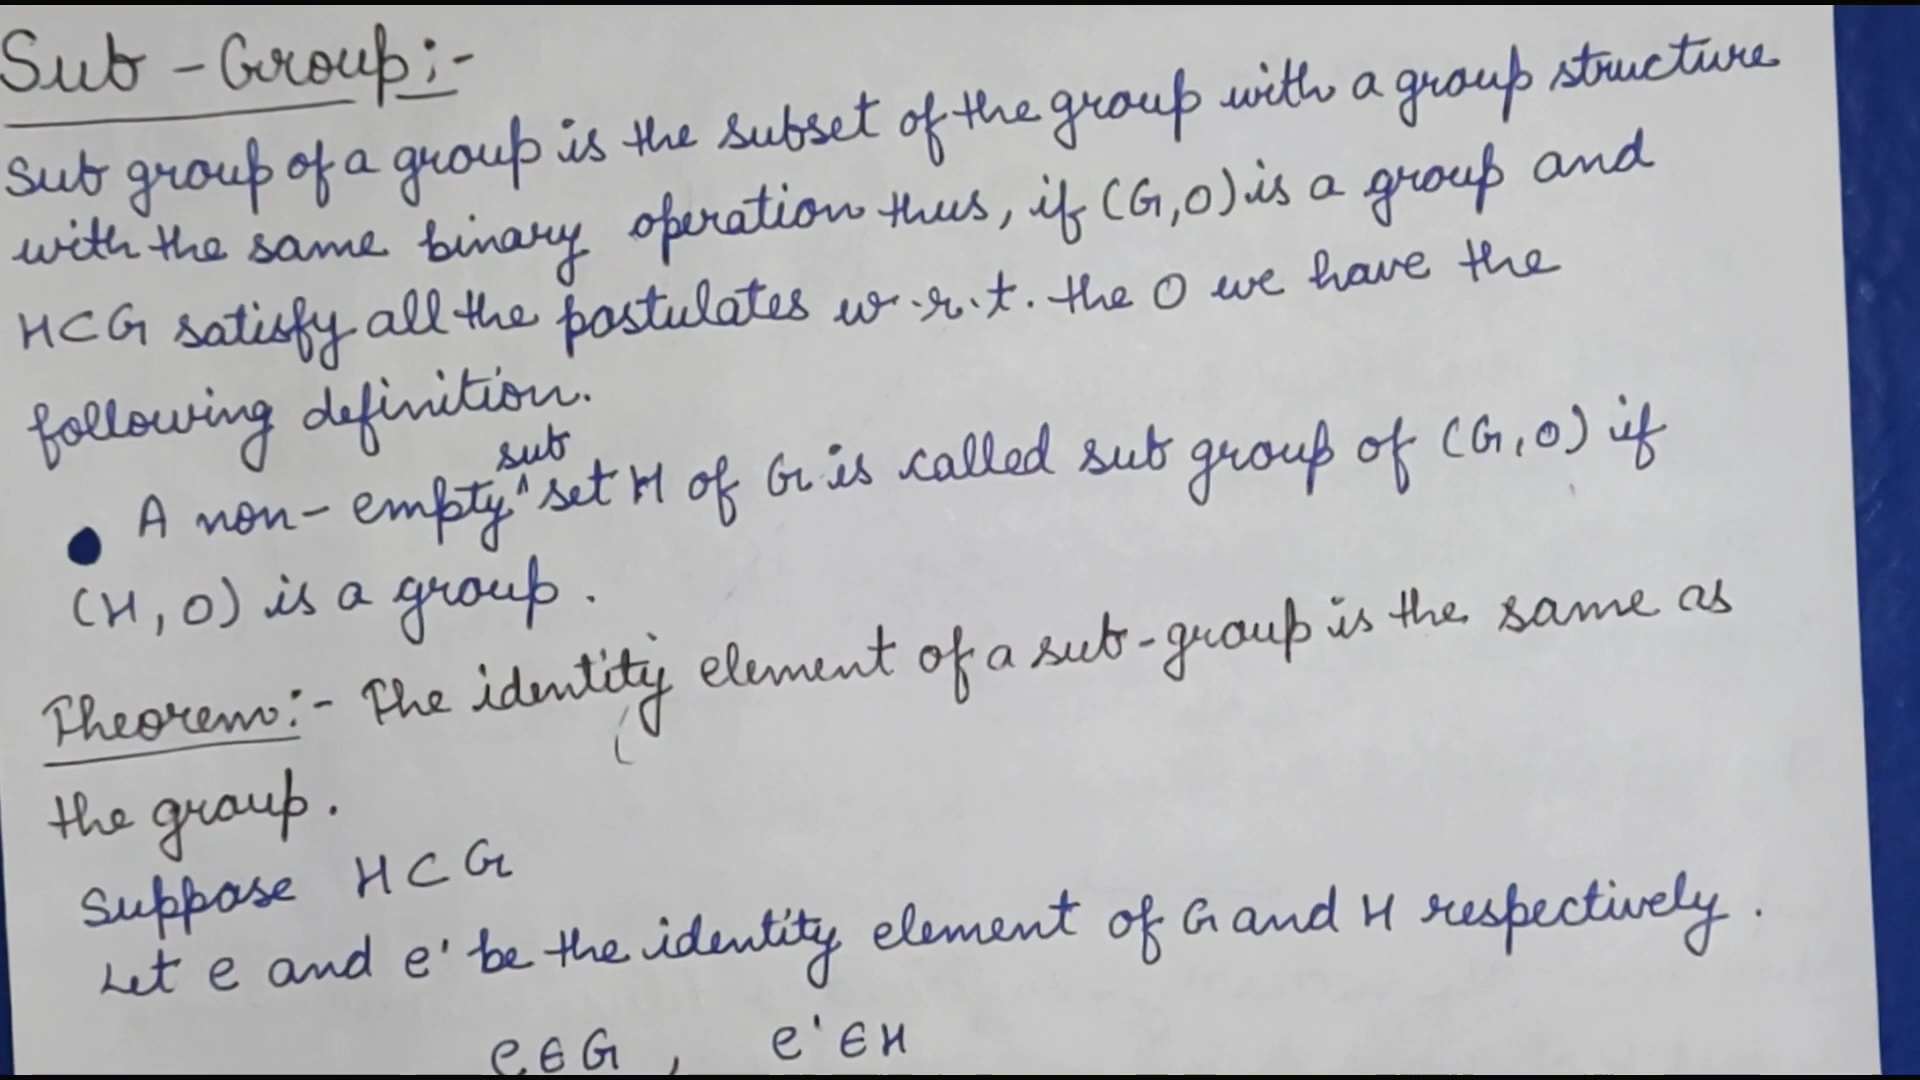 Sub-Group:-
Sub group of a group is the subset of the group with a group structure
with the same binary operation thus, if (G,O) is a group and
H⊂G satisfy all the postulates w.r.t. the O we have the
following definition.
sub
A non-empty ^ set H of G is called sub group of (G,O) if
(H,O) is a group.
Theorem:- The identity element of a sub-group is the same as
the group.
Suppose H⊂G
Let e and e' be the identity element of G and H respectively.
e∈G , e'∈H